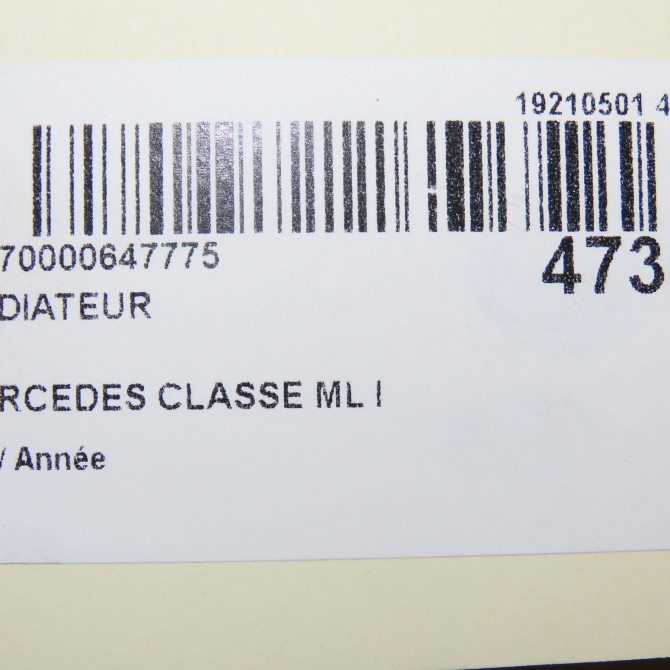 19210501 4
70000647775
473
DIATEUR
RCEDES CLASSE ML I
/ Année